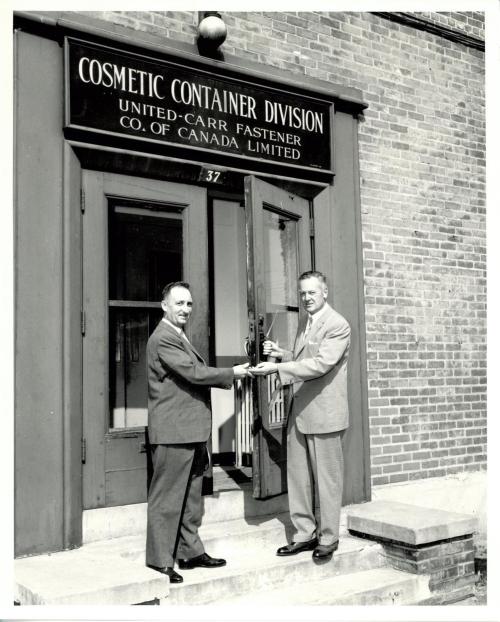 COSMETIC CONTAINER DIVISION
UNITED-CARR FASTENER
CO. OF CANADA LIMITED
37